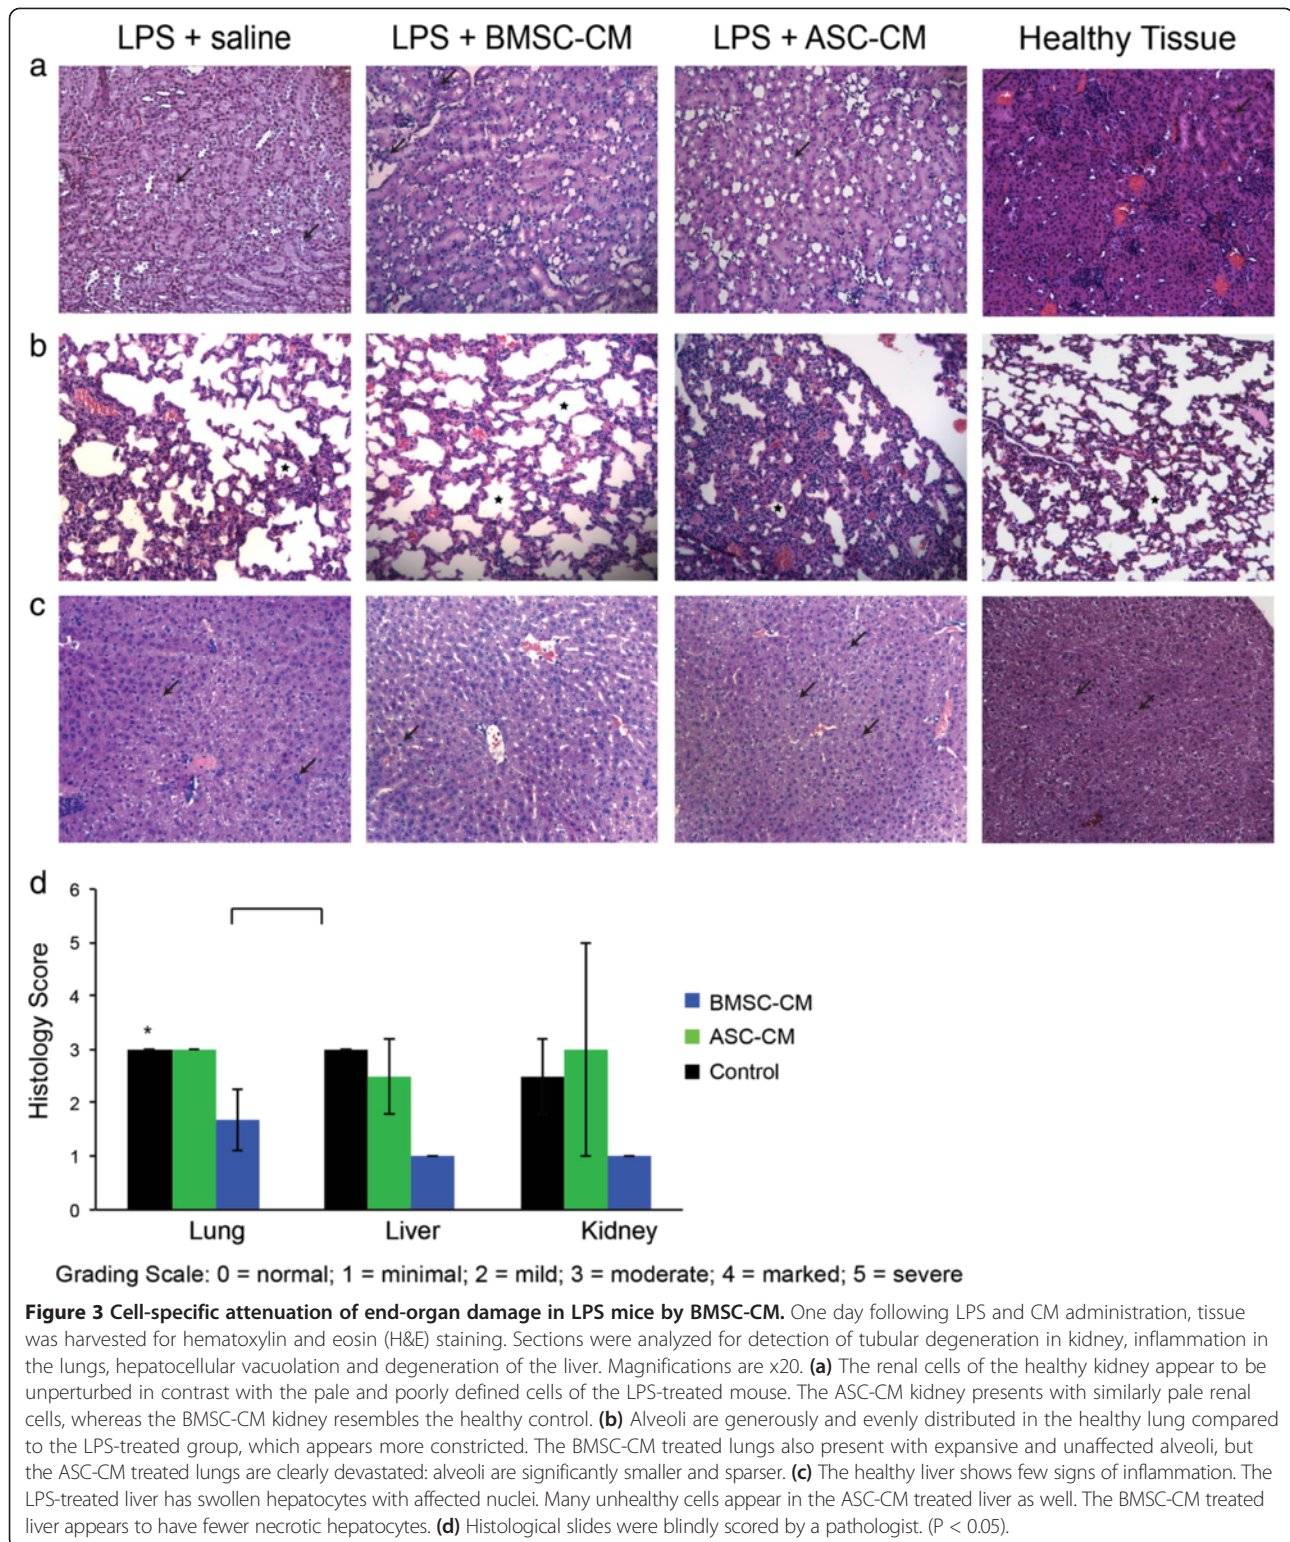 LPS + saline LPS + BMSC-CM LPS + ASC-CM Healthy Tissue
a
b
c
d
6
5
4
3
2
1
0
Histology Score
*
BMSC-CM
ASC-CM
Control
Lung Liver Kidney
Grading Scale: 0 = normal; 1 = minimal; 2 = mild; 3 = moderate; 4 = marked; 5 = severe
Figure 3 Cell-specific attenuation of end-organ damage in LPS mice by BMSC-CM. One day following LPS and CM administration, tissue
was harvested for hematoxylin and eosin (H&E) staining. Sections were analyzed for detection of tubular degeneration in kidney, inflammation in
the lungs, hepatocellular vacuolation and degeneration of the liver. Magnifications are x20. (a) The renal cells of the healthy kidney appear to be
unperturbed in contrast with the pale and poorly defined cells of the LPS-treated mouse. The ASC-CM kidney presents with similarly pale renal
cells, whereas the BMSC-CM kidney resembles the healthy control. (b) Alveoli are generously and evenly distributed in the healthy lung compared
to the LPS-treated group, which appears more constricted. The BMSC-CM treated lungs also present with expansive and unaffected alveoli, but
the ASC-CM treated lungs are clearly devastated: alveoli are significantly smaller and sparser. (c) The healthy liver shows few signs of inflammation. The
LPS-treated liver has swollen hepatocytes with affected nuclei. Many unhealthy cells appear in the ASC-CM treated liver as well. The BMSC-CM treated
liver appears to have fewer necrotic hepatocytes. (d) Histological slides were blindly scored by a pathologist. (P < 0.05).